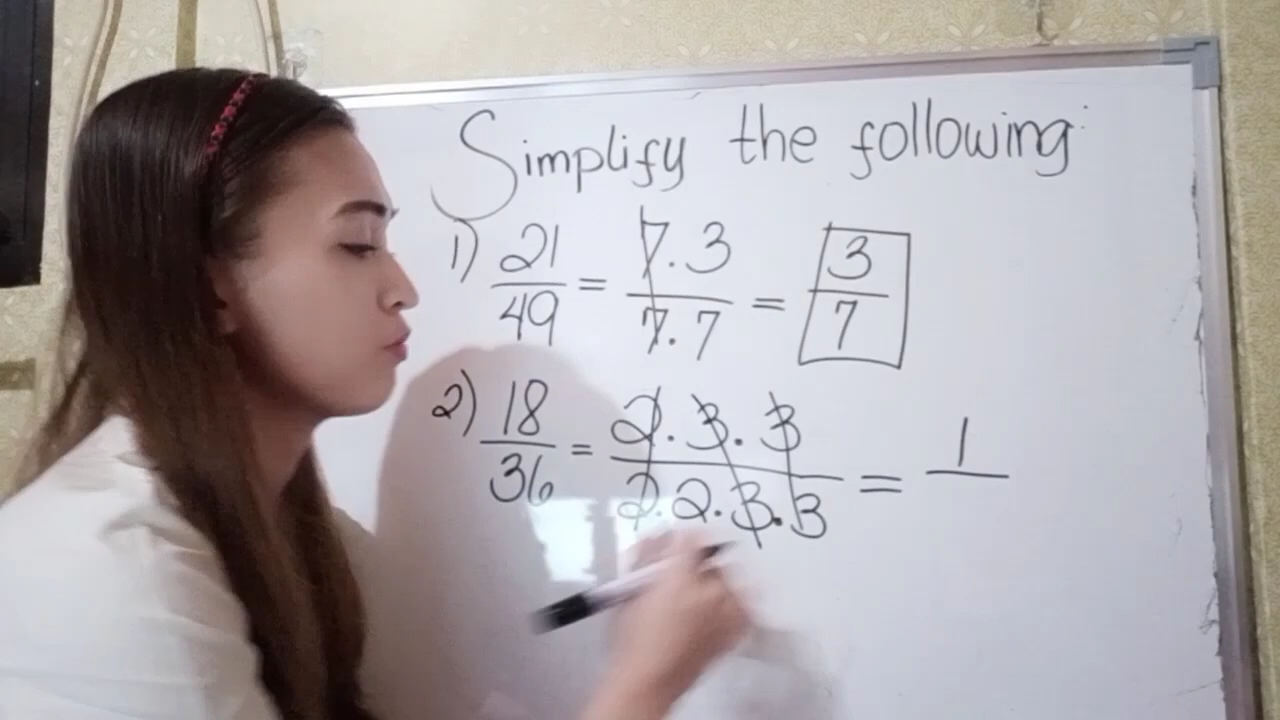 Simplify the following:
1) 21/49 = 7.3/7.7 = 3/7
2) 18/36 = 2.3.3/2.2.3.3 = 1/